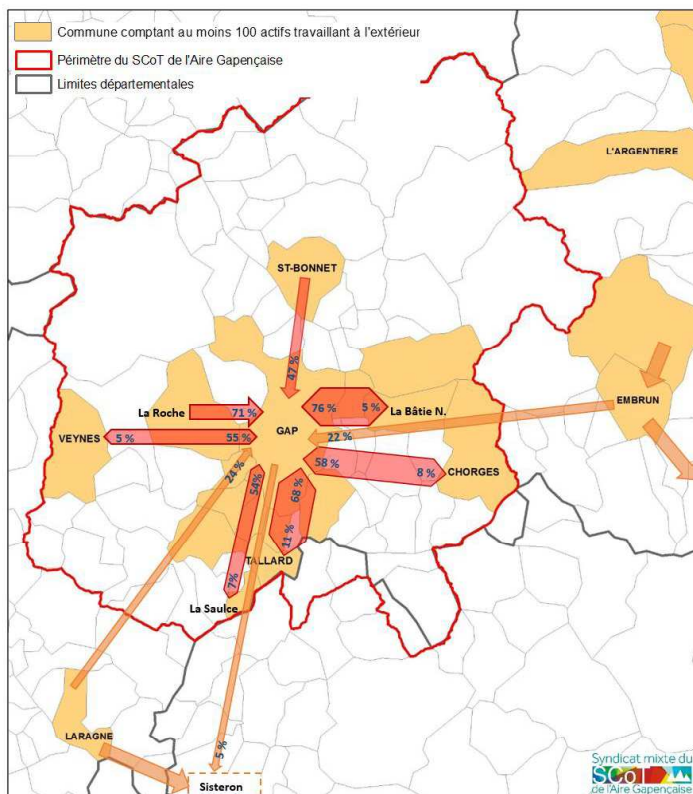 Commune comptant au moins 100 actifs travaillant à l'extérieur
Périmètre du SCoT de l'Aire Gapençaise
Limites départementales
L'ARGENTIERE
ST-BONNET
47 %
La Roche
71 %
76 %
5 %
La Bâtie N.
EMBRUN
VEYNES
5 %
55 %
GAP
22 %
24 %
54%
68 %
58 %
8 %
CHORGES
11 %
7%
TALLARD
La Saulce
LARAGNE
5 %
Sisteron
Syndicat mixte du
SCoT
de l'Aire Gapençaise